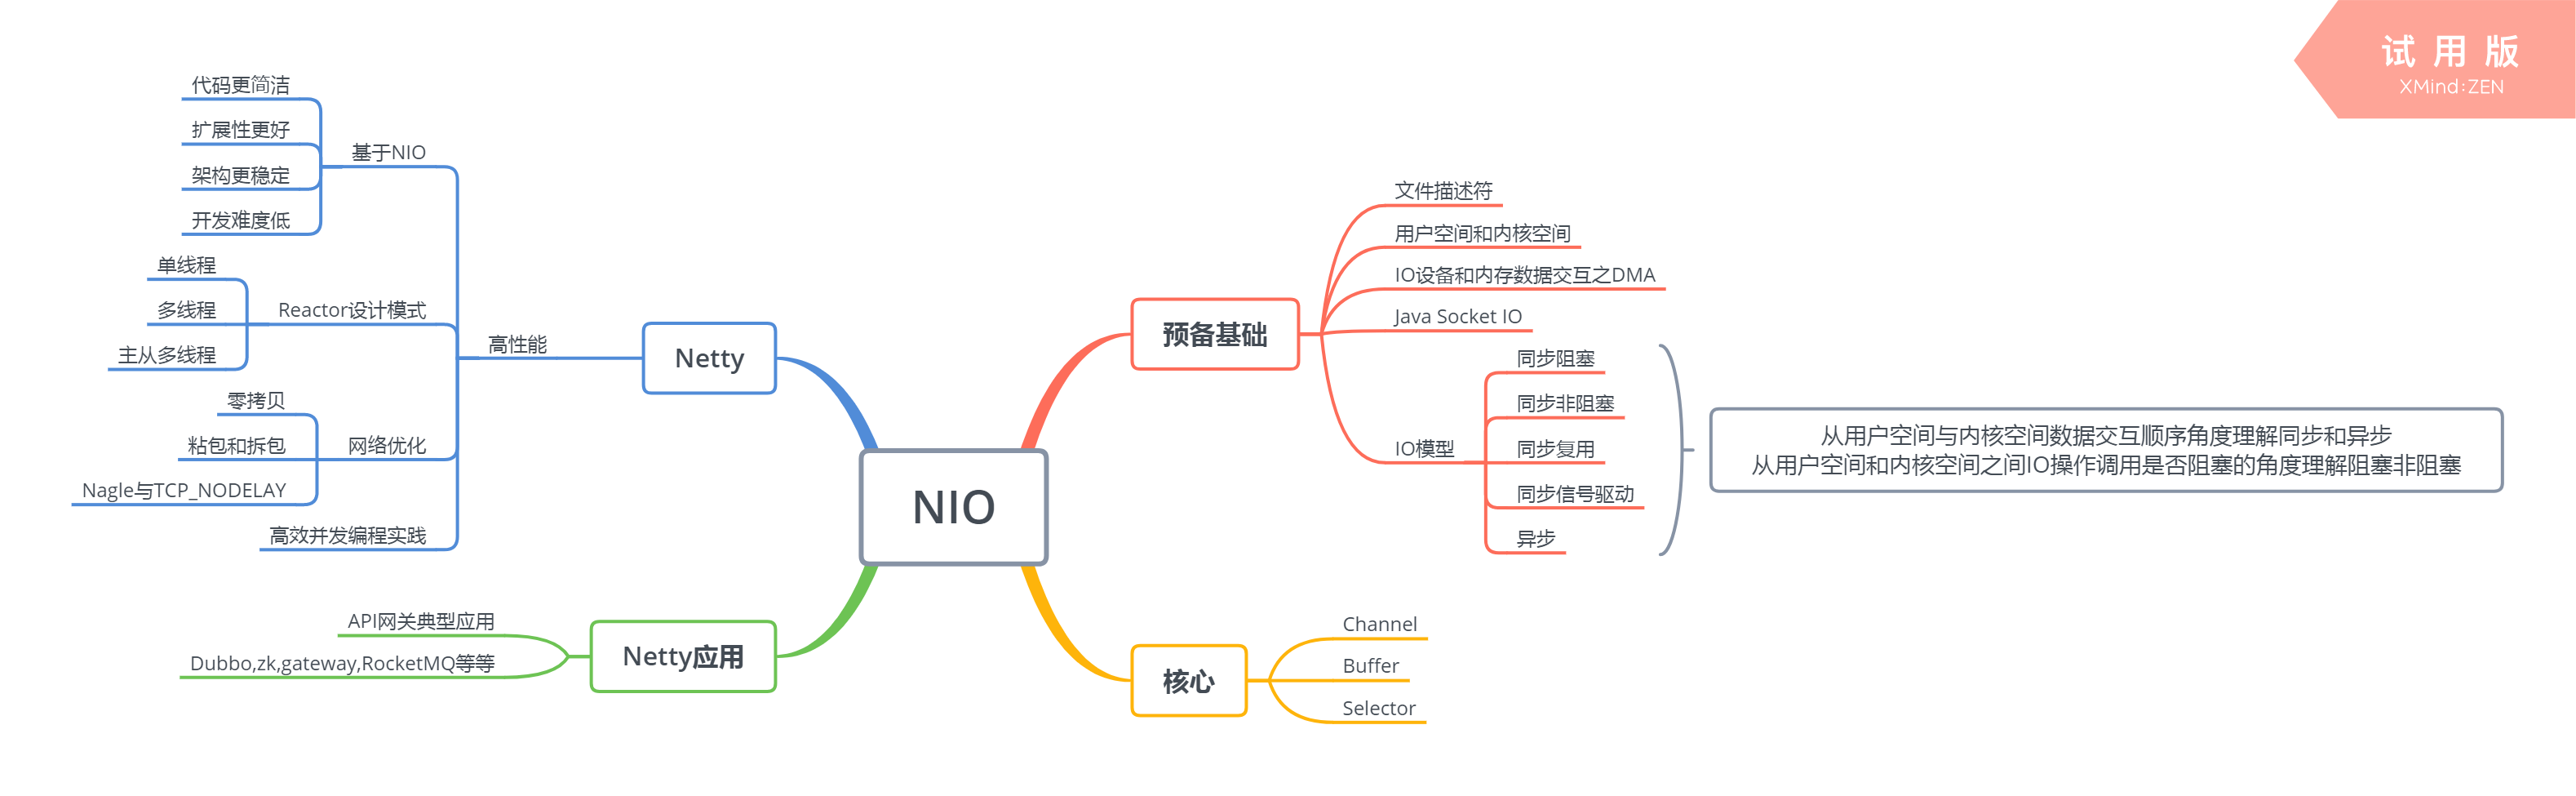 试用版
XMind:ZEN
NIO
预备基础
文件描述符
用户空间和内核空间
IO设备和内存数据交互之DMA
Java Socket IO
IO模型
同步阻塞
同步非阻塞
同步复用
同步信号驱动
异步
从用户空间与内核空间数据交互顺序角度理解同步和异步
从用户空间和内核空间之间IO操作调用是否阻塞的角度理解阻塞非阻塞
核心
Channel
Buffer
Selector
Netty
高性能
基于NIO
代码更简洁
扩展性更好
架构更稳定
开发难度低
Reactor设计模式
单线程
多线程
主从多线程
网络优化
零拷贝
粘包和拆包
Nagle与TCP_NODELAY
高效并发编程实践
Netty应用
API网关典型应用
Dubbo,zk,gateway,RocketMQ等等